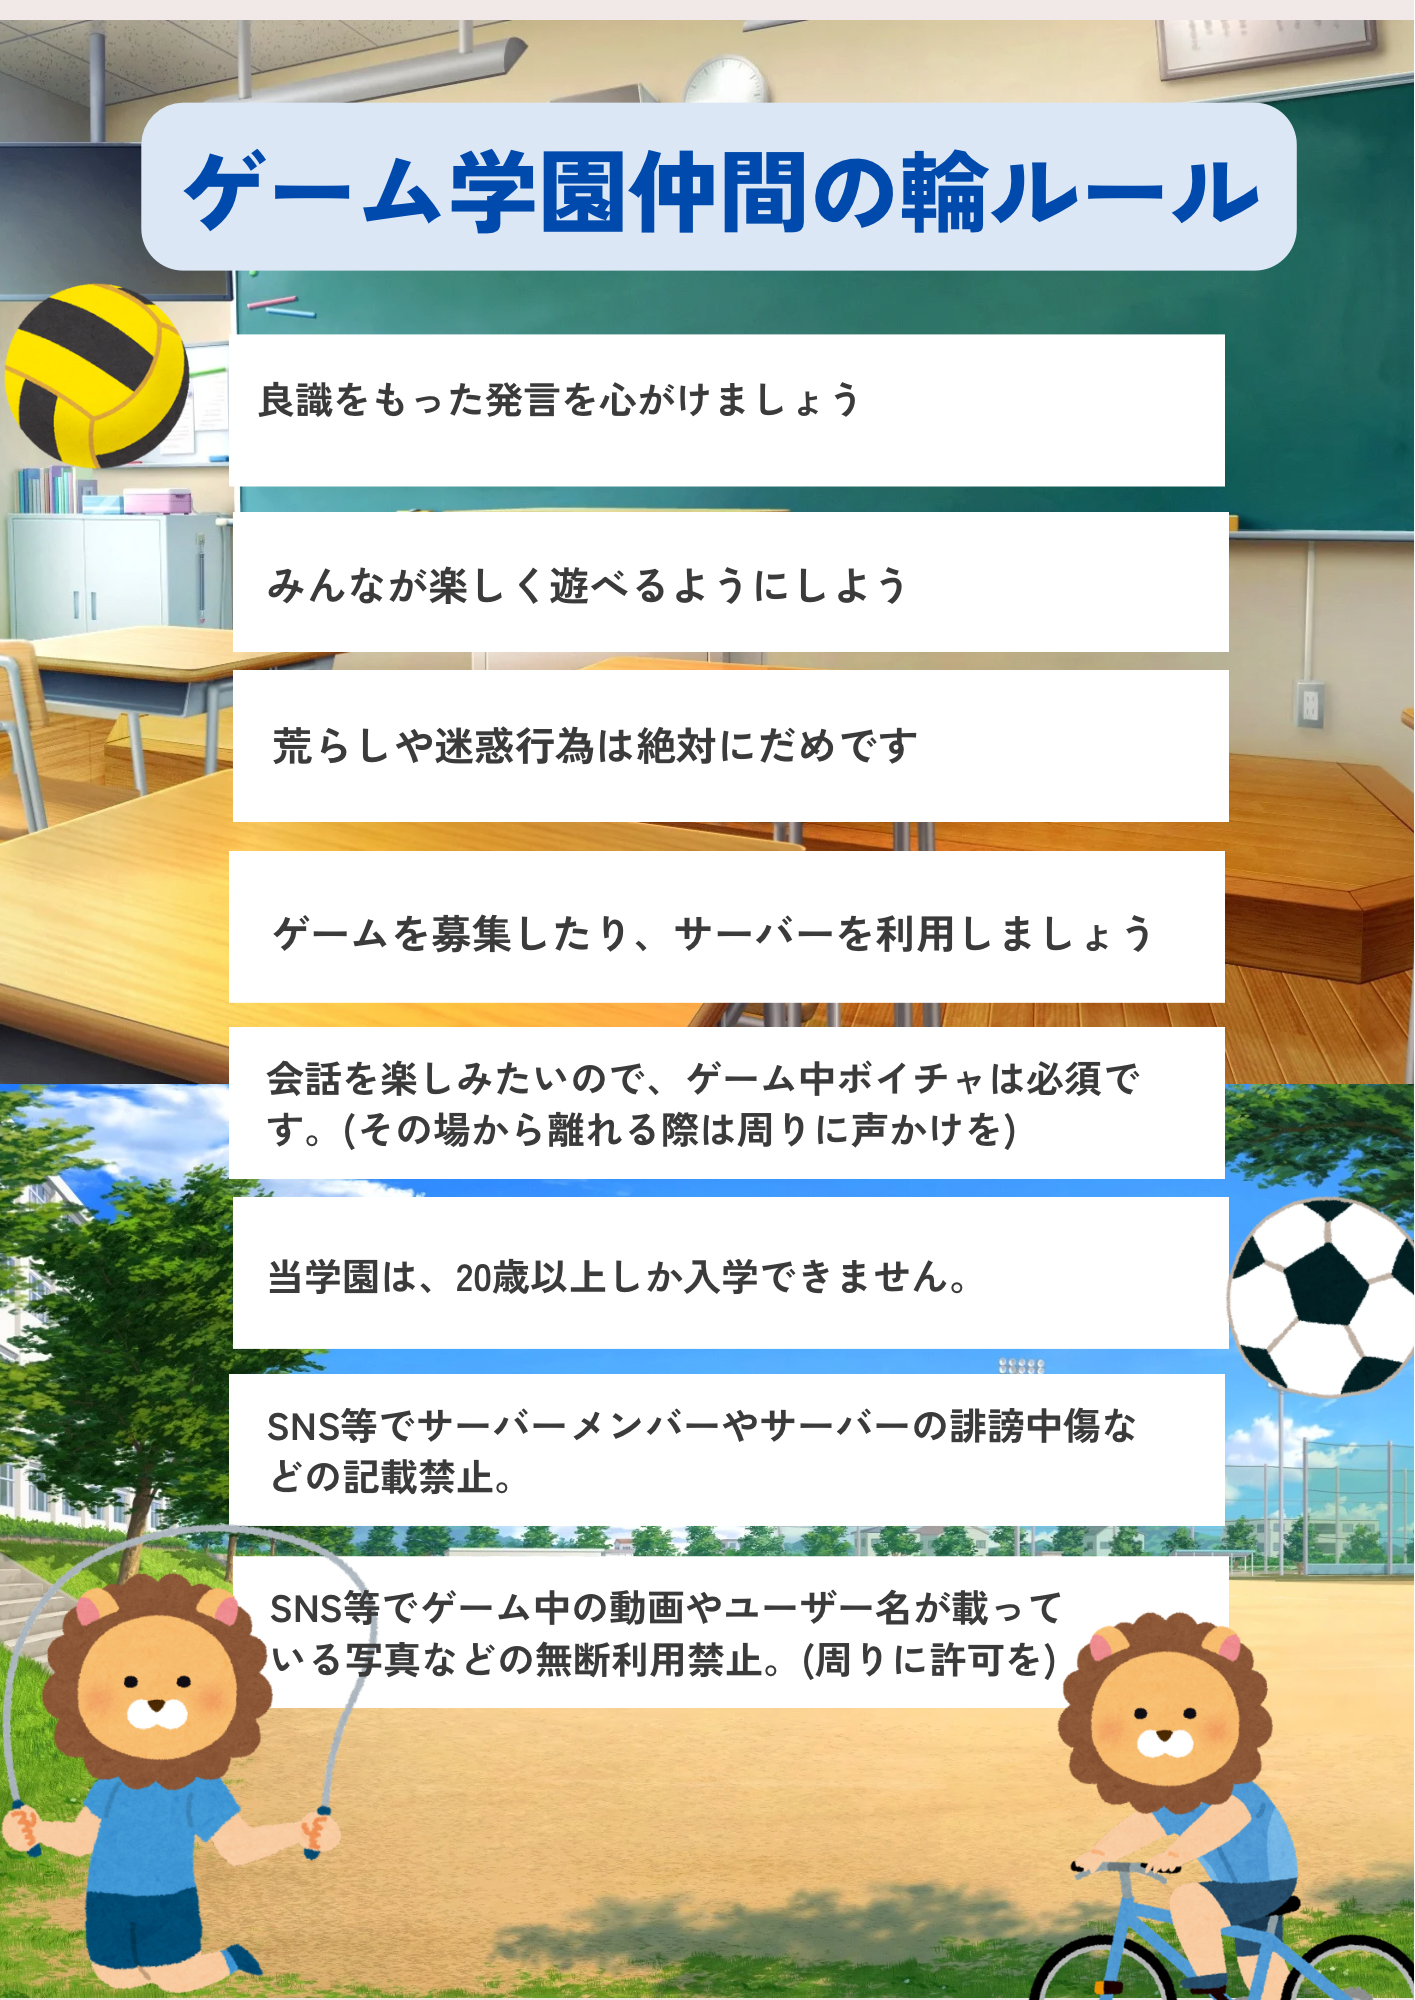 ゲーム学園仲間の輪ルール
良識をもった発言を心がけましょう
みんなが楽しく遊べるようにしよう
荒らしや迷惑行為は絶対にだめです
ゲームを募集したり、サーバーを利用しましょう
会話を楽しみたいので、ゲーム中ボイチャは必須で
す。(その場から離れる際は周りに声かけを)
当学園は、20歳以上しか入学できません。
SNS等でサーバーメンバーやサーバーの誹謗中傷な
どの記載禁止。
SNS等でゲーム中の動画やユーザー名が載って
いる写真などの無断利用禁止。(周りに許可を)